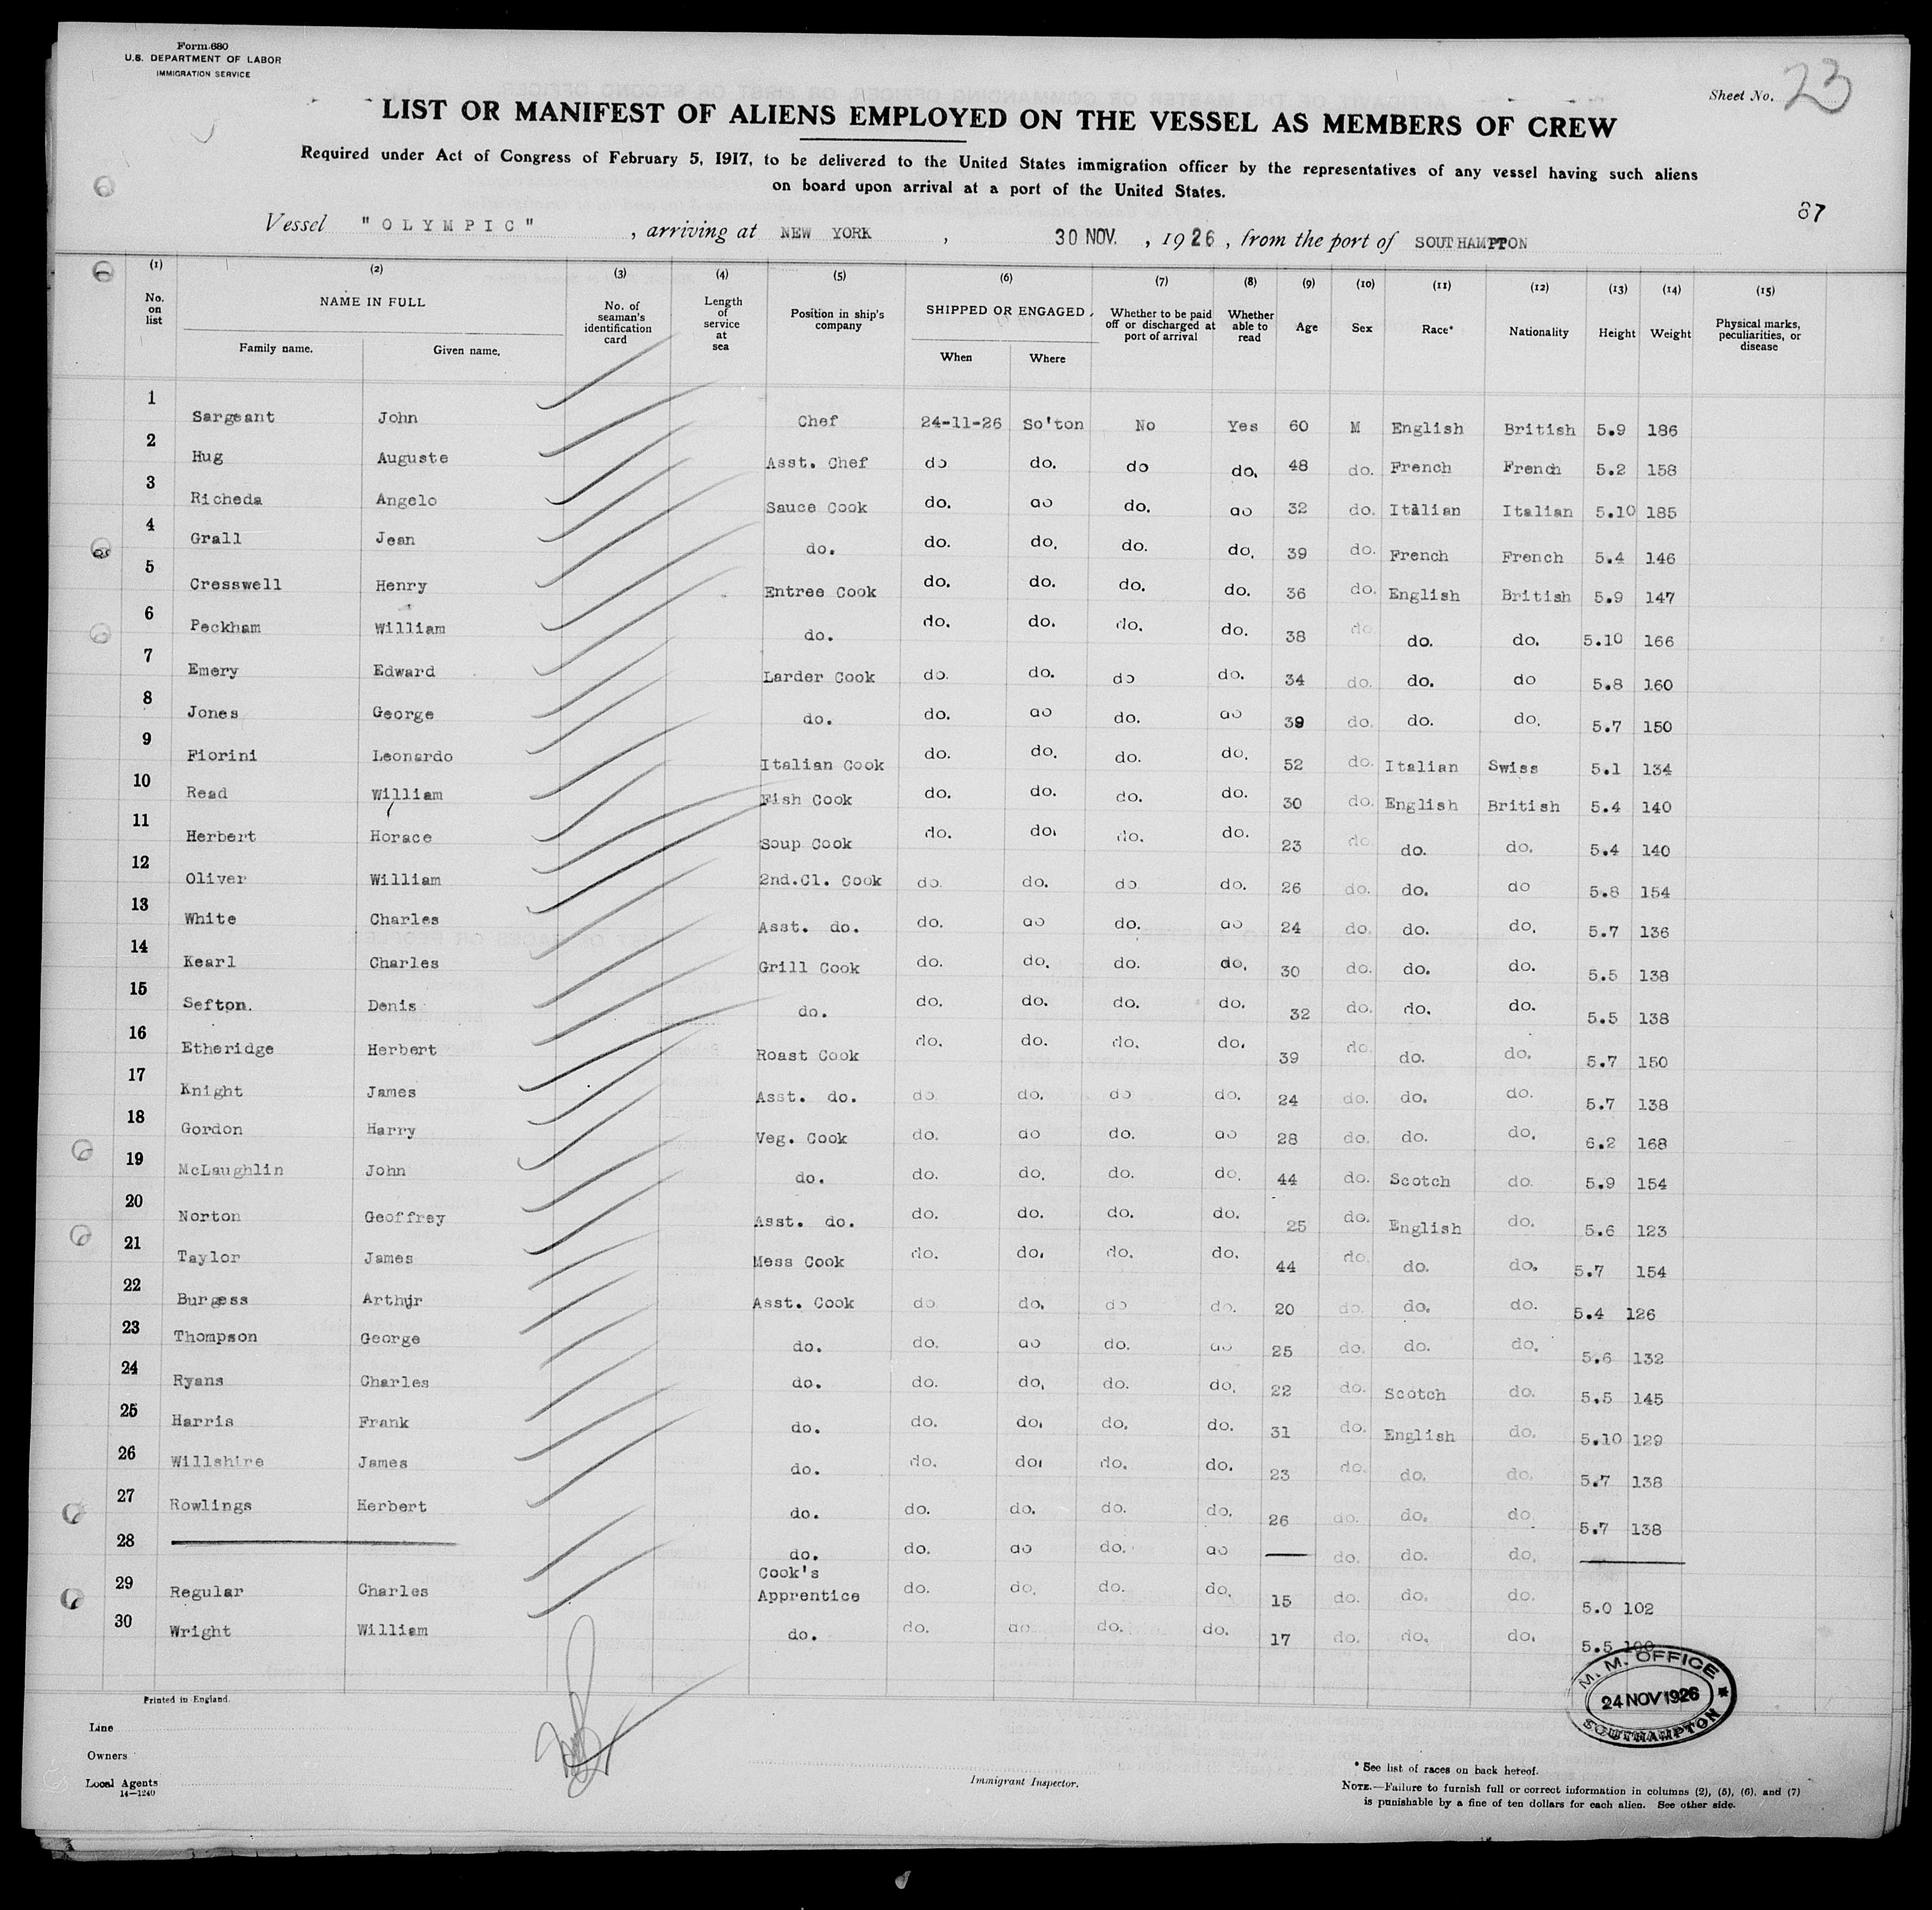 Form 680
U.S. DEPARTMENT OF LABOR
IMMIGRATION SERVICE
Sheet No. 23
LIST OR MANIFEST OF ALIENS EMPLOYED ON THE VESSEL AS MEMBERS OF CREW
Required under Act of Congress of February 5, 1917, to be delivered to the United States immigration officer by the representatives of any vessel having such aliens
on board upon arrival at a port of the United States.
87
Vessel "OLYMPIC", arriving at NEW YORK, 30 NOV., 1926, from the port of SOUTHAMPTON
(1) (2) (3) (4) (5) (6) (7) (8) (9) (10) (11) (12) (13) (14) (15)
No. on list NAME IN FULL Family name. Given name. No. of seaman's identification card Length of service at sea Position in ship's company SHIPPED OR ENGAGED. When Where Whether to be paid off or discharged at port of arrival Whether able to read Age Sex Race* Nationality Height Weight Physical marks, peculiarities, or disease
1 Sargeant John Chef 24-11-26 So'ton No Yes 60 M English British 5.9 186
2 Hug Auguste Asst. Chef do do. do do. 48 do. French French 5.2 158
3 Richeda Angelo Sauce Cook do. do do. do 32 do. Italian Italian 5.10 185
4 Grall Jean do. do. do. do. do. 39 do. French French 5.4 146
5 Cresswell Henry Entree Cook do. do. do. do. 36 do. English British 5.9 147
6 Peckham William do. do. do. do. do. 38 do. do. do. 5.10 166
7 Emery Edward Larder Cook do. do. do do. 34 do. do. do 5.8 160
8 Jones George do. do. do do. do 39 do. do. do. 5.7 150
9 Fiorini Leonardo Italian Cook do. do. do. do. 52 do. Italian Swiss 5.1 134
10 Read William Fish Cook do. do. do. do. 30 do. English British 5.4 140
11 Herbert Horace Soup Cook do. do. do. do. 23 do. do. do. 5.4 140
12 Oliver William 2nd.Cl. Cook do. do. do do. 26 do. do. do 5.8 154
13 White Charles Asst. do. do. do do. do 24 do. do. do. 5.7 136
14 Kearl Charles Grill Cook do. do. do. do. 30 do. do. do. 5.5 138
15 Sefton. Denis do. do. do. do. do. 32 do. do. do. 5.5 138
16 Etheridge Herbert Roast Cook do. do. do. do. 39 do. do. do. 5.7 150
17 Knight James Asst. do. do do. do do. 24 do. do. do. 5.7 138
18 Gordon Harry Veg. Cook do. do do. do 28 do. do. do. 6.2 168
19 McLaughlin John do. do. do. do. do. 44 do. Scotch do. 5.9 154
20 Norton Geoffrey Asst. do. do. do. do. do. 25 do. English do. 5.6 123
21 Taylor James Mess Cook do. do. do. do. 44 do. do. do. 5.7 154
22 Burgess Arthur Asst. Cook do do. do do. 20 do. do. do. 5.4 126
23 Thompson George do. do. do do. do 25 do. do. do. 5.6 132
24 Ryans Charles do. do. do. do. do. 22 do. Scotch do. 5.5 145
25 Harris Frank do. do. do. do. do. 31 do. English do. 5.10 129
26 Willshire James do. do. do. do. do. 23 do. do. do. 5.7 138
27 Rowlings Herbert do. do. do. do. do. 26 do. do. do. 5.7 138
28 do. do. do do. do do. do. do.
29 Regular Charles Cook's Apprentice do. do. do. do. 15 do. do. do. 5.0 102
30 Wright William do. do. do. do. do. 17 do. do. do. 5.5 100
M. M. OFFICE
24 NOV 1926
SOUTHAMPTON
Printed in England.
Line
Owners
Local Agents
14—1240
Immigrant Inspector.
* See list of races on back hereof.
NOTE.—Failure to furnish full or correct information in columns (2), (5), (6), and (7)
is punishable by a fine of ten dollars for each alien. See other side.